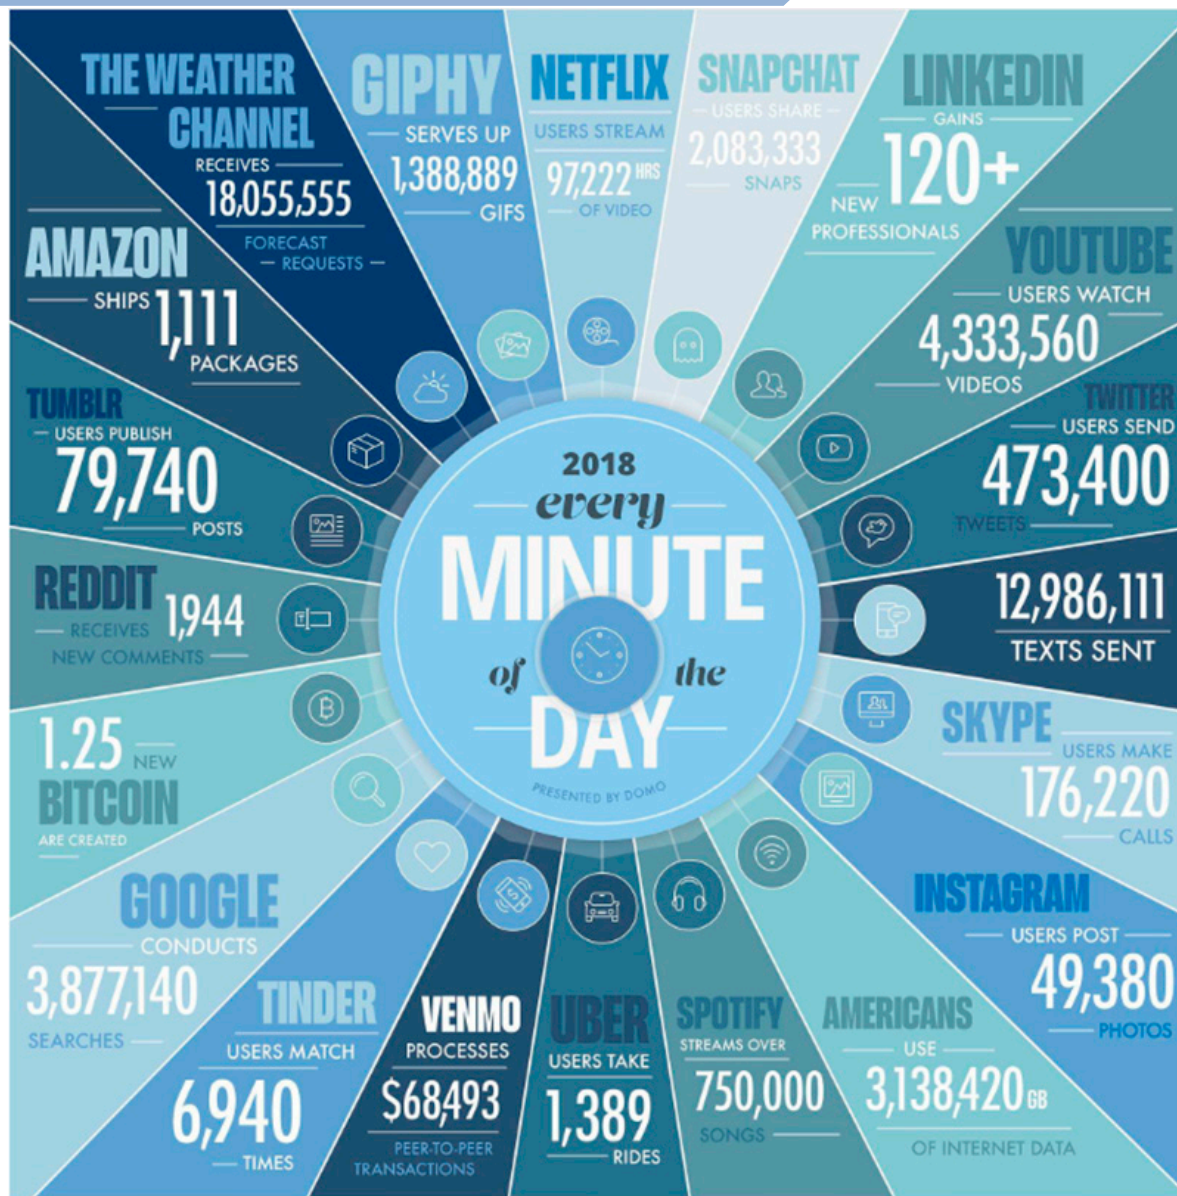 THE WEATHER
CHANNEL
RECEIVES
18,055,555
FORECAST
REQUESTS
GIPHY
SERVES UP
1,388,889
GIFS
NETFLIX
USERS STREAM
97,222 HRS
OF VIDEO
SNAPCHAT
USERS SHARE
2,083,333
SNAPS
LINKEDIN
GAINS
120+
NEW
PROFESSIONALS
YOUTUBE
USERS WATCH
4,333,560
VIDEOS
TWITTER
USERS SEND
473,400
TWEETS
12,986,111
TEXTS SENT
SKYPE
USERS MAKE
176,220
CALLS
INSTAGRAM
USERS POST
49,380
PHOTOS
AMERICANS
USE
3,138,420 GB
OF INTERNET DATA
SPOTIFY
STREAMS OVER
750,000
SONGS
UBER
USERS TAKE
1,389
RIDES
VENMO
PROCESSES
$68,493
PEER-TO-PEER
TRANSACTIONS
TINDER
USERS MATCH
6,940
TIMES
GOOGLE
CONDUCTS
3,877,140
SEARCHES
1.25 NEW
BITCOIN
ARE CREATED
REDDIT
RECEIVES 1,944
NEW COMMENTS
TUMBLR
USERS PUBLISH
79,740
POSTS
AMAZON
SHIPS 1,111
PACKAGES
2018
every
MINUTE
of the
DAY
PRESENTED BY DOMO